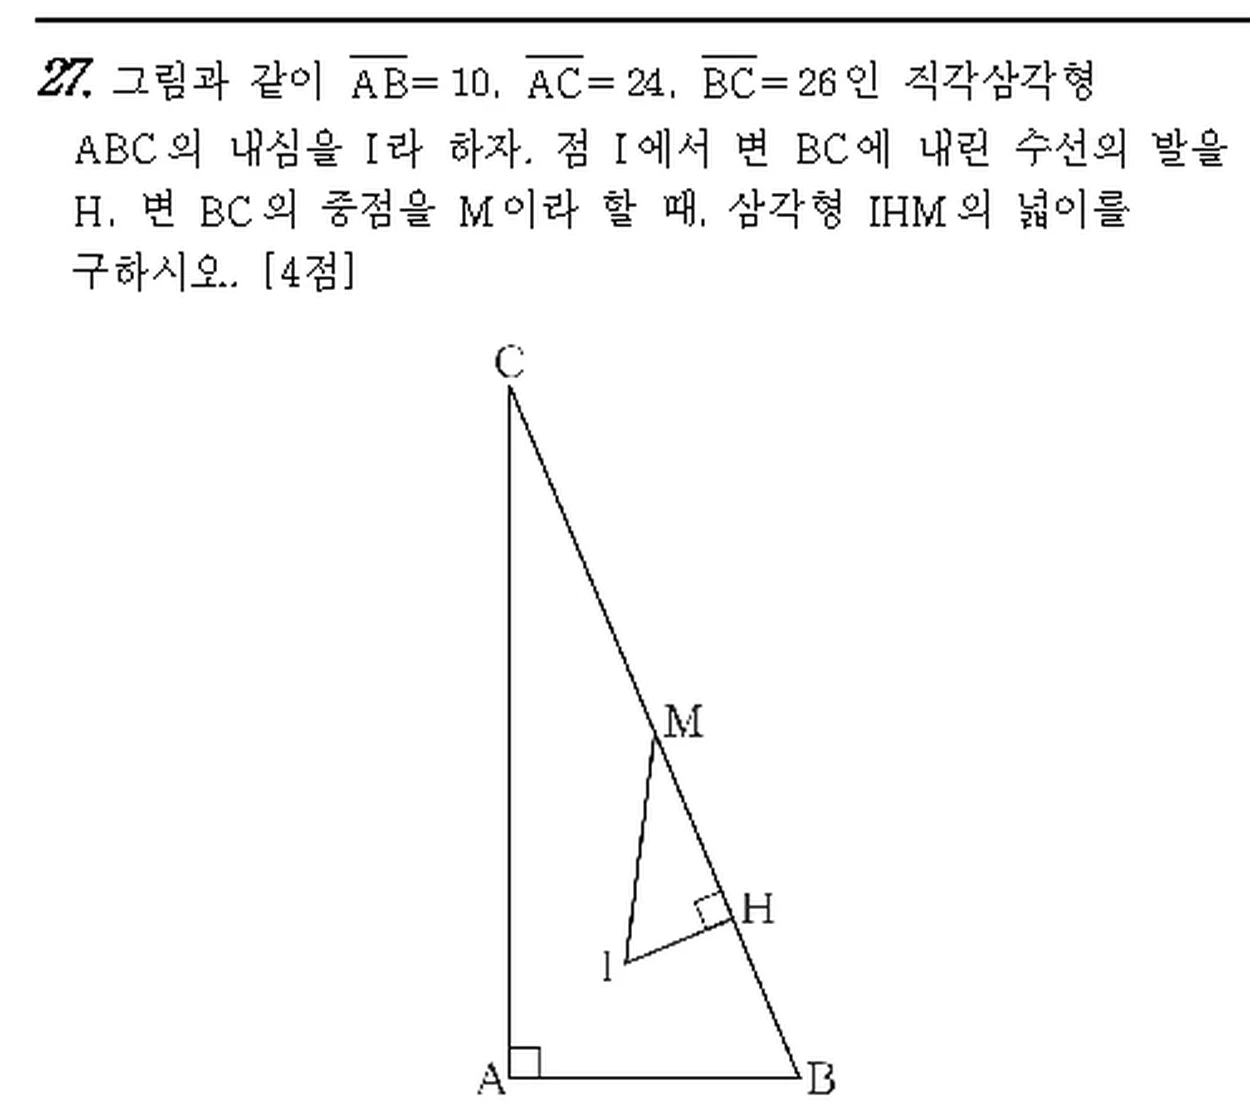 27. 그림과 같이 AB= 10, AC= 24, BC= 26인 직각삼각형
ABC의 내심을 I라 하자. 점 I에서 변 BC에 내린 수선의 발을
H, 변 BC의 중점을 M이라 할 때, 삼각형 IHM의 넓이를
구하시오.. [4점]
C
M
H
I
A
B